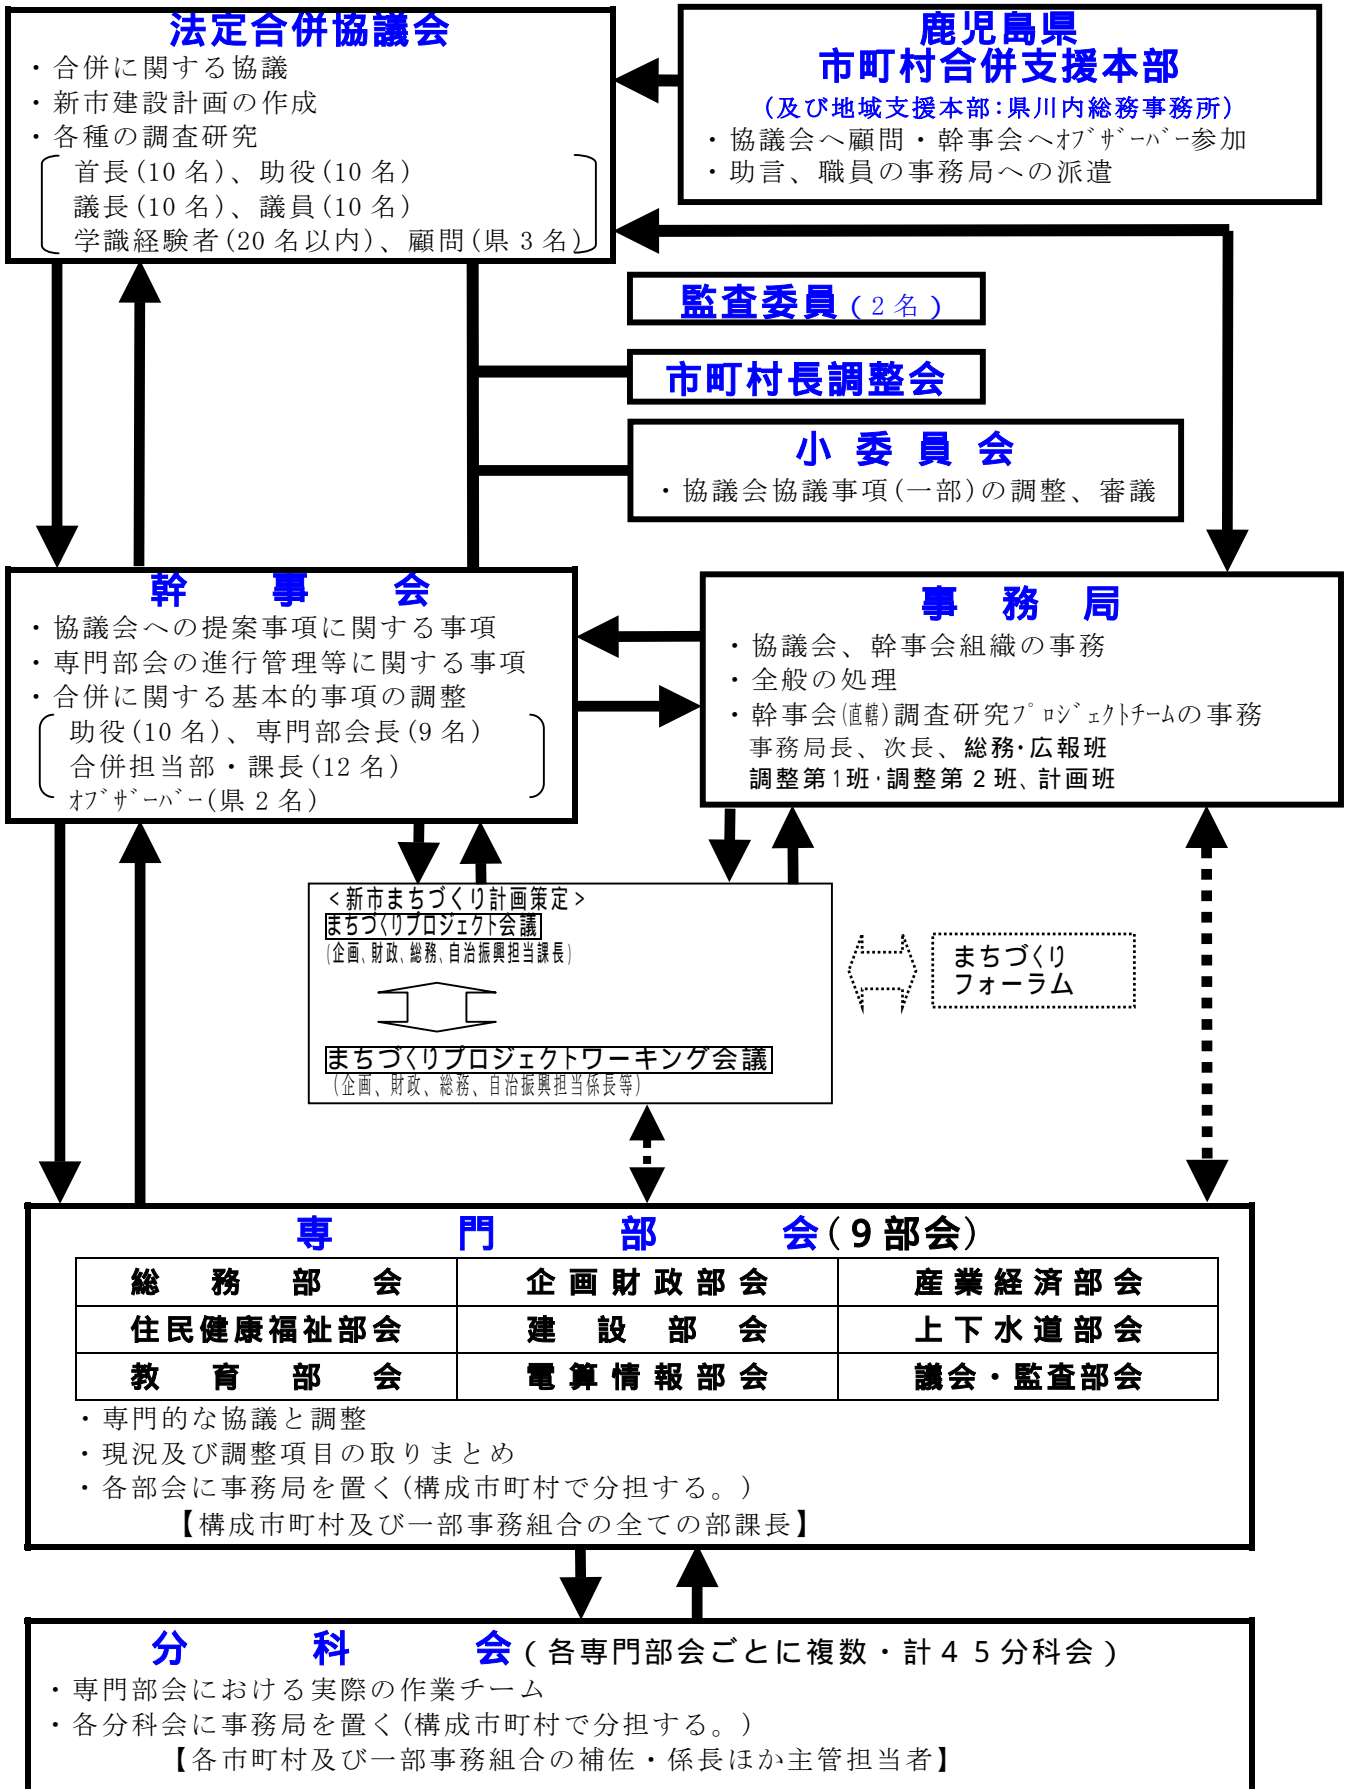 法定合併協議会
・合併に関する協議
・新市建設計画の作成
・各種の調査研究
首長(10名)、助役(10名)
議長(10名)、議員(10名)
学識経験者(20名以内)、顧問(県3名)
鹿児島県
市町村合併支援本部
(及び地域支援本部:県川内総務事務所)
・協議会へ顧問・幹事会へｵﾌﾞｻﾞｰﾊﾞｰ参加
・助言、職員の事務局への派遣
監査委員(2名)
市町村長調整会
小委員会
・協議会協議事項(一部)の調整、審議
幹事会
・協議会への提案事項に関する事項
・専門部会の進行管理等に関する事項
・合併に関する基本的事項の調整
助役(10名)、専門部会長(9名)
合併担当部・課長(12名)
ｵﾌﾞｻﾞｰﾊﾞｰ(県2名)
事務局
・協議会、幹事会組織の事務
・全般の処理
・幹事会(直轄)調査研究ﾌﾟﾛｼﾞｪｸﾄﾁｰﾑの事務
事務局長、次長、総務・広報班
調整第1班・調整第2班、計画班
<新市まちづくり計画策定>
まちづくりプロジェクト会議
(企画、財政、総務、自治振興担当課長)
まちづくりプロジェクトワーキング会議
(企画、財政、総務、自治振興担当係長等)
まちづくり
フォーラム
専門部会(9部会)
総務部会 企画財政部会 産業経済部会
住民健康福祉部会 建設部会 上下水道部会
教育部会 電算情報部会 議会・監査部会
・専門的な協議と調整
・現況及び調整項目の取りまとめ
・各部会に事務局を置く(構成市町村で分担する。)
【構成市町村及び一部事務組合の全ての部課長】
分科会(各専門部会ごとに複数・計45分科会)
・専門部会における実際の作業チーム
・各分科会に事務局を置く(構成市町村で分担する。)
【各市町村及び一部事務組合の補佐・係長ほか主管担当者】